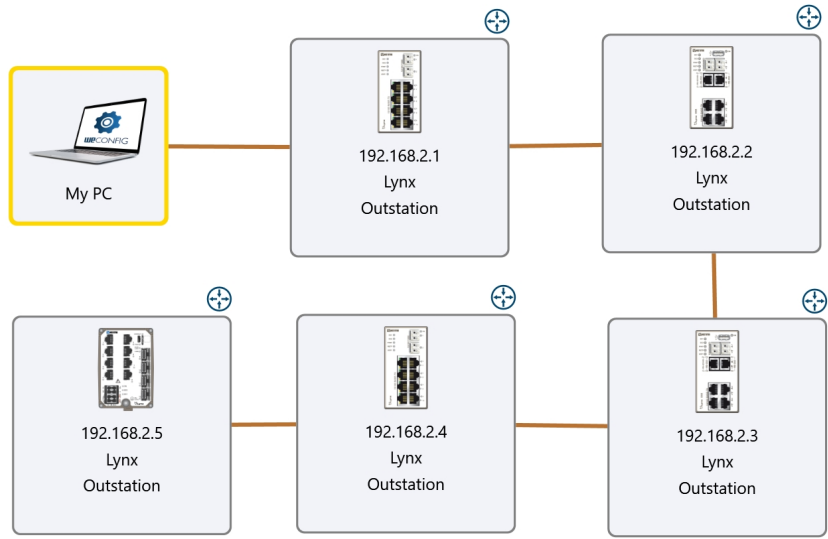 WECONFIG
My PC
192.168.2.1
Lynx
Outstation
192.168.2.2
Lynx
Outstation
192.168.2.5
Lynx
Outstation
192.168.2.4
Lynx
Outstation
192.168.2.3
Lynx
Outstation